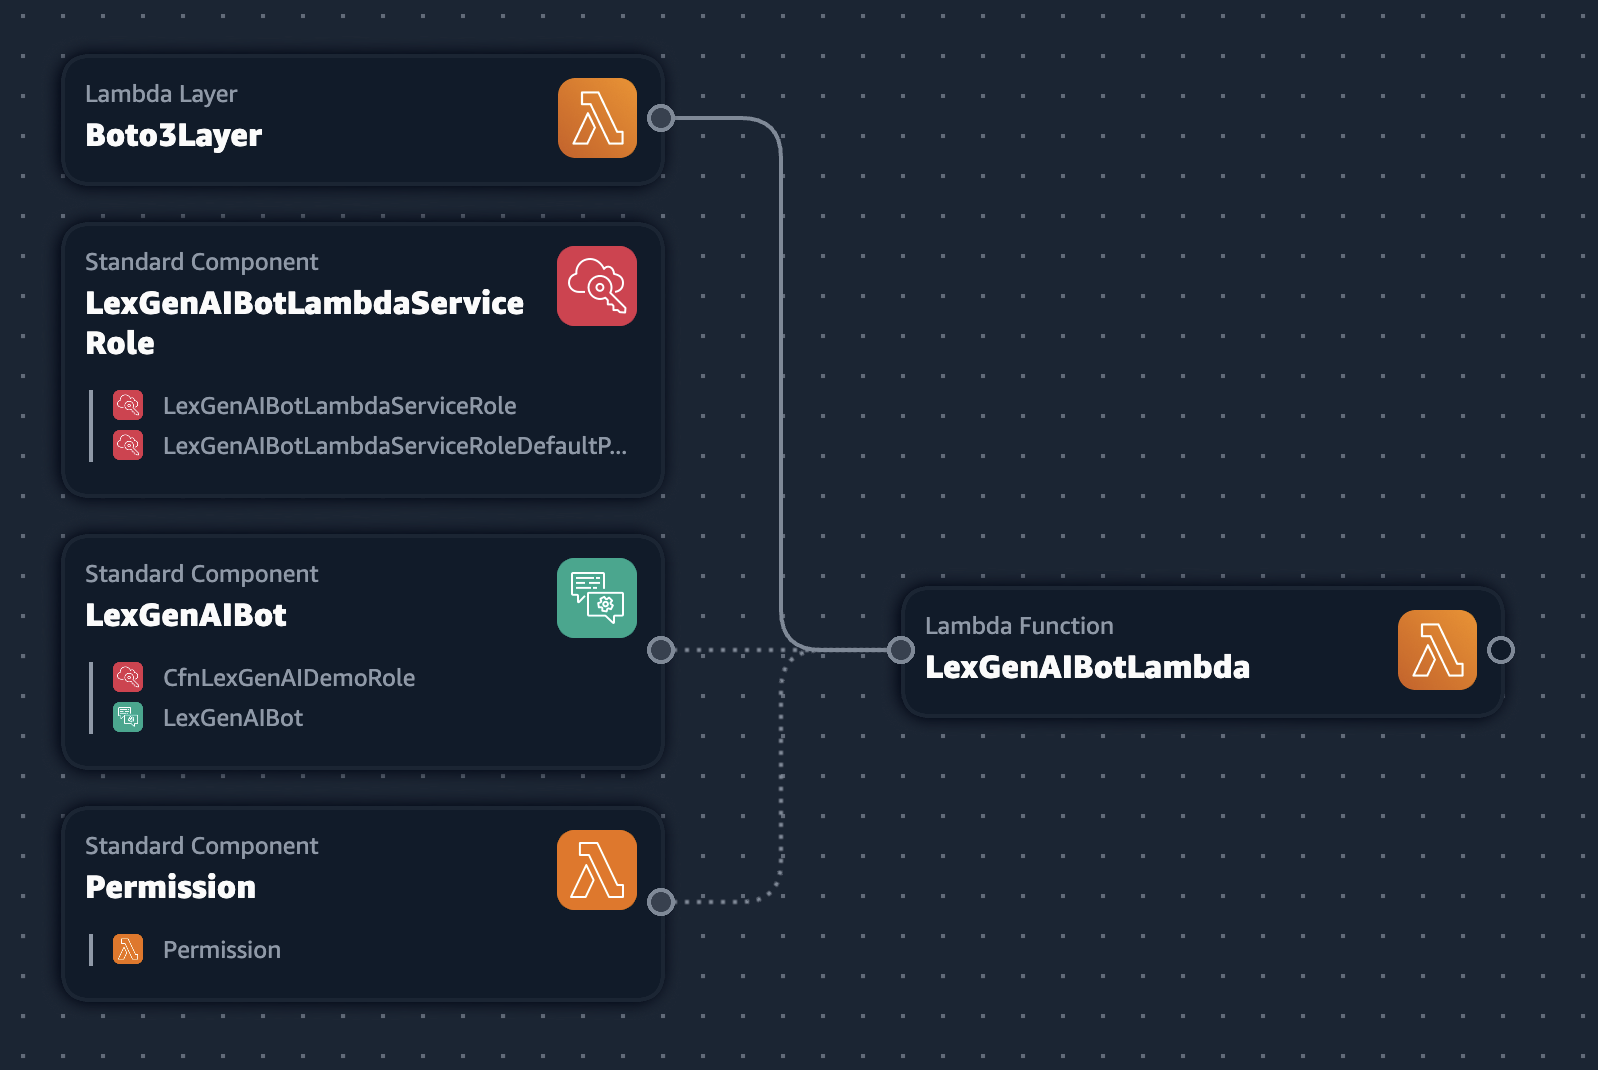 Lambda Layer
Boto3Layer
Standard Component
LexGenAIBotLambdaService
Role
LexGenAIBotLambdaServiceRole
LexGenAIBotLambdaServiceRoleDefaultP...
Standard Component
LexGenAIBot
CfnLexGenAIDemoRole
LexGenAIBot
Standard Component
Permission
Permission
Lambda Function
LexGenAIBotLambda